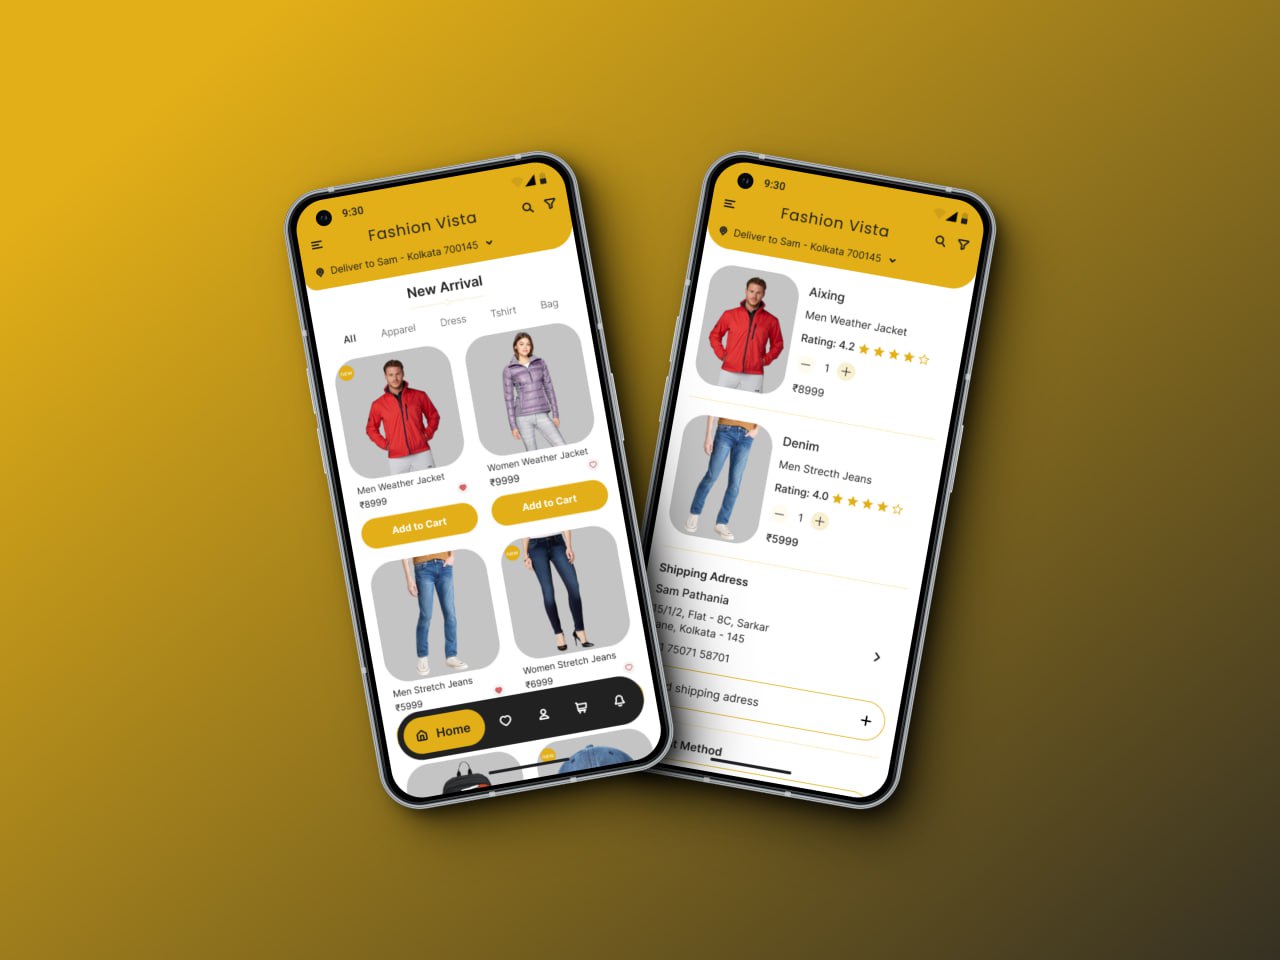 9:30
Fashion Vista
Deliver to Sam - Kolkata 700145
New Arrival
All Apparel Dress Tshirt Bag
NEW
Men Weather Jacket
₹8999
Add to Cart
Women Weather Jacket
₹9999
Add to Cart
Men Stretch Jeans
₹5999
NEW
Women Stretch Jeans
₹6999
Home
NEW
9:30
Fashion Vista
Deliver to Sam - Kolkata 700145
Aixing
Men Weather Jacket
Rating: 4.2
1
₹8999
Denim
Men Strecth Jeans
Rating: 4.0
1
₹5999
Shipping Adress
Sam Pathania
15/1/2, Flat - 8C, Sarkar
ane, Kolkata - 145
1 75071 58701
d shipping adress
t Method